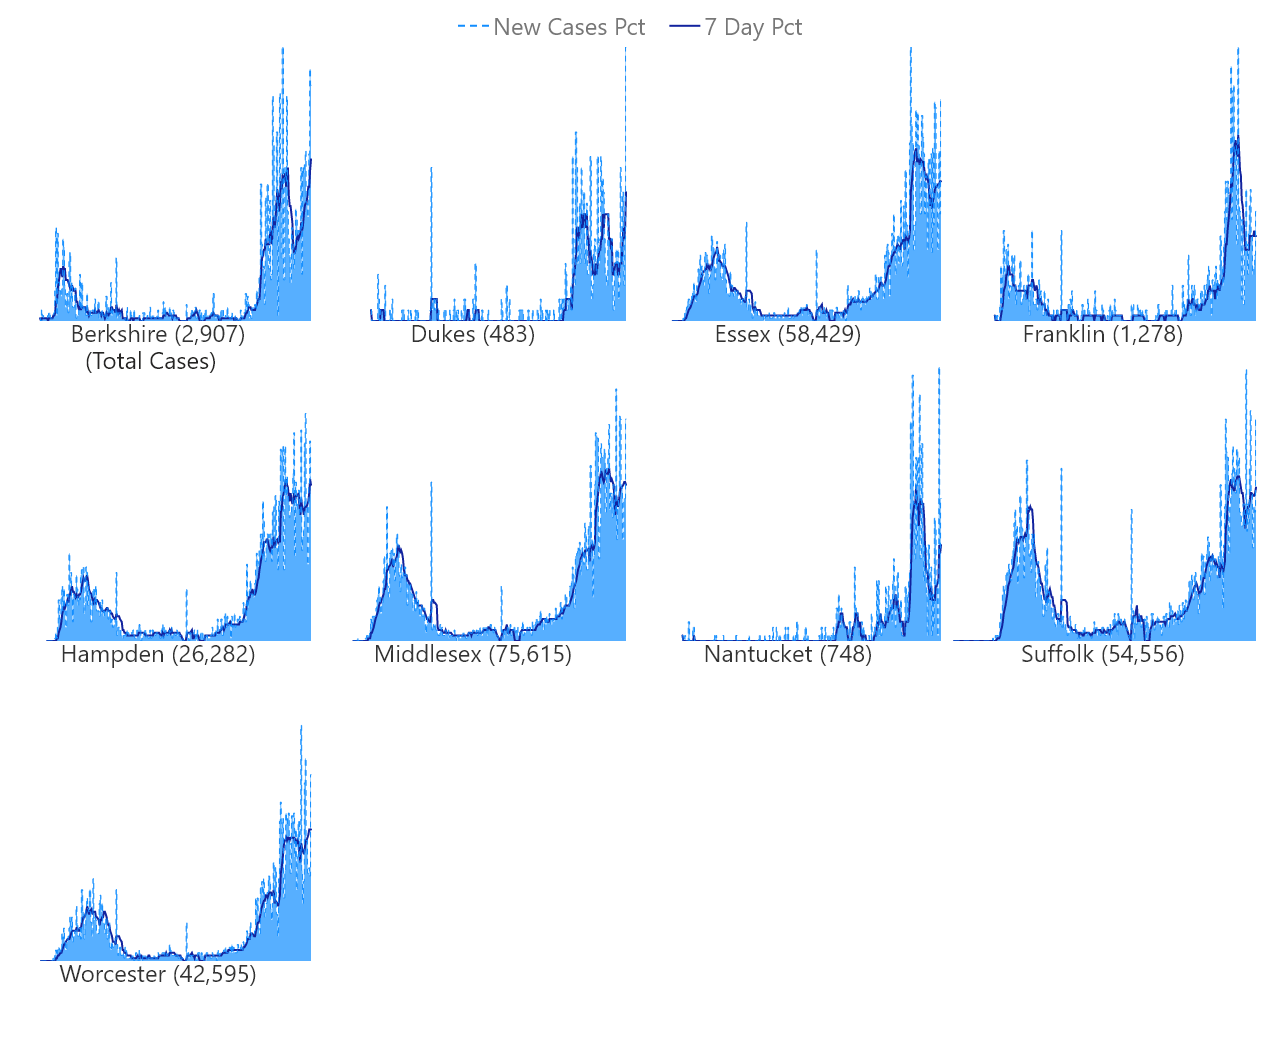 New Cases Pct 7 Day Pct
Berkshire (2,907) Dukes (483) Essex (58,429) Franklin (1,278)
(Total Cases)
Hampden (26,282) Middlesex (75,615) Nantucket (748) Suffolk (54,556)
Worcester (42,595)